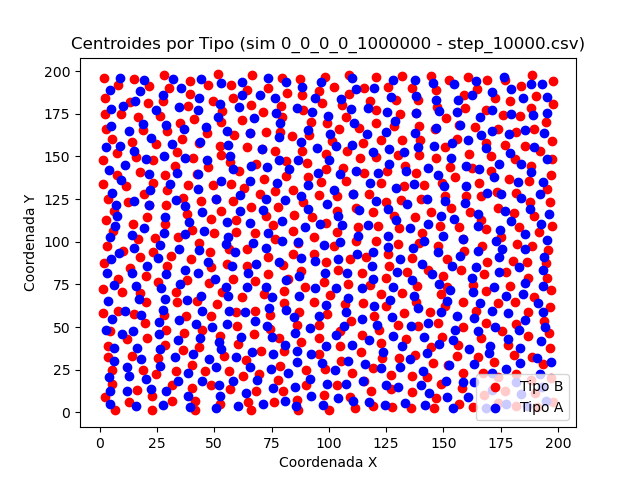 Centroides por Tipo (sim 0_0_0_0_1000000 - step_10000.csv)
Coordenada Y
200
175
150
125
100
75
50
25
0
0 25 50 75 100 125 150 175 200
Coordenada X
Tipo B
Tipo A